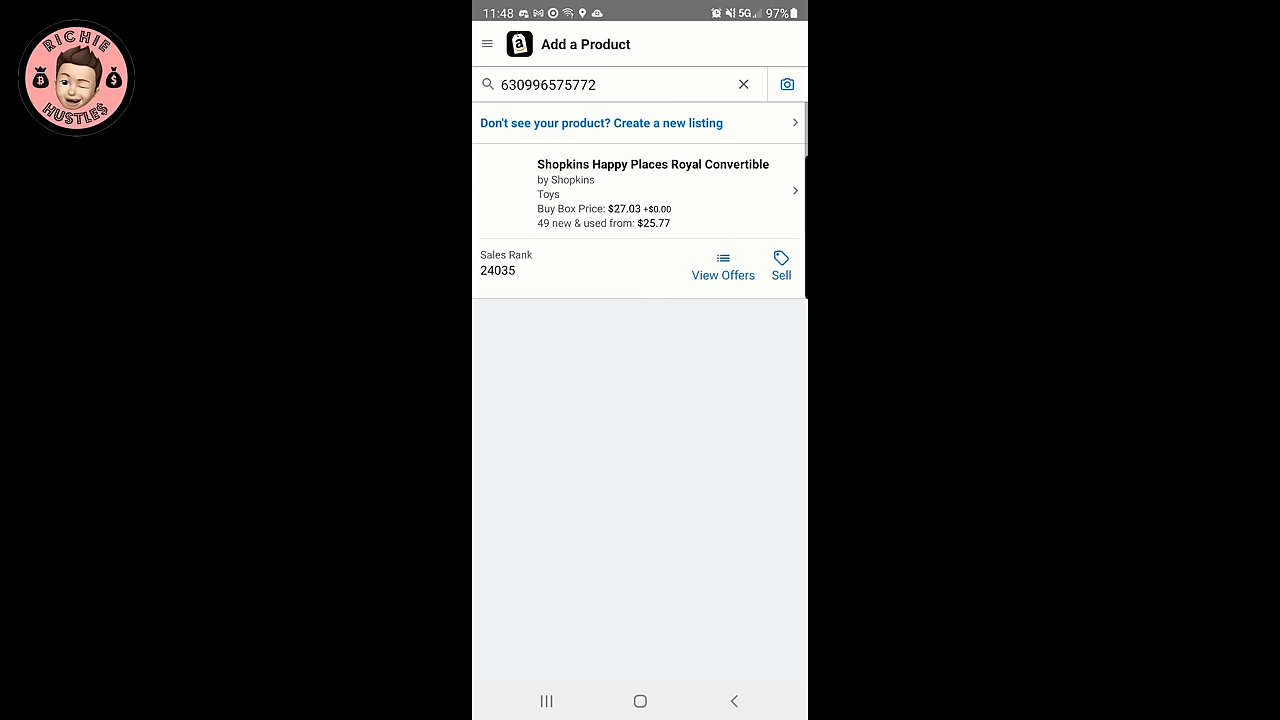 RICHIE
HUSTLES
11:48
5G 97%
Add a Product
630996575772
Don't see your product? Create a new listing
Shopkins Happy Places Royal Convertible
by Shopkins
Toys
Buy Box Price: $27.03 +$0.00
49 new & used from: $25.77
Sales Rank
24035
View Offers
Sell